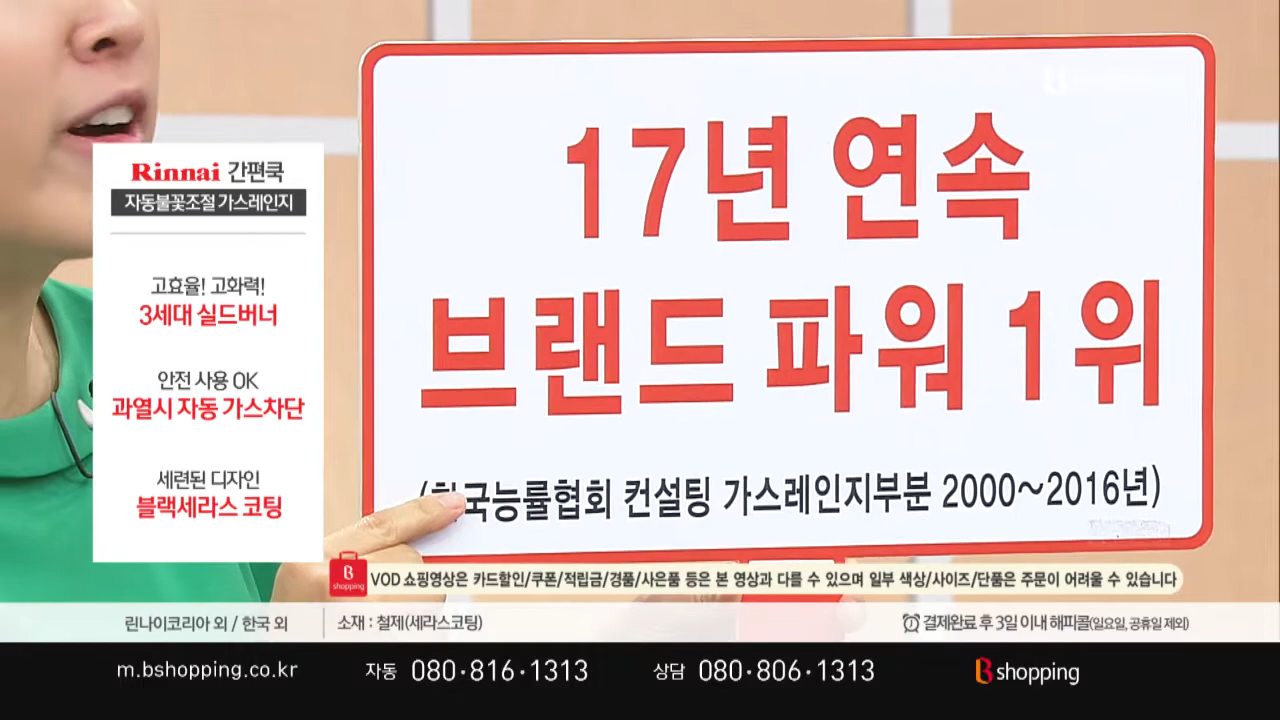 17년 연속
브랜드 파워 1위
(한국능률협회 컨설팅 가스레인지부분 2000~2016년)
Rinnai 간편쿡
자동불꽃조절 가스레인지
고효율! 고화력!
3세대 실드버너
안전 사용 OK
과열시 자동 가스차단
세련된 디자인
블랙세라스 코팅
B
shopping
VOD 쇼핑영상은 카드할인/쿠폰/적립금/경품/사은품 등은 본 영상과 다를 수 있으며 일부 색상/사이즈/단품은 주문이 어려울 수 있습니다
린나이코리아 외 / 한국 외
소재 : 철제(세라스코팅)
결제완료 후 3일 이내 해피콜(일요일, 공휴일 제외)
m.bshopping.co.kr
자동 080·816·1313
상담 080·806·1313
B shopping